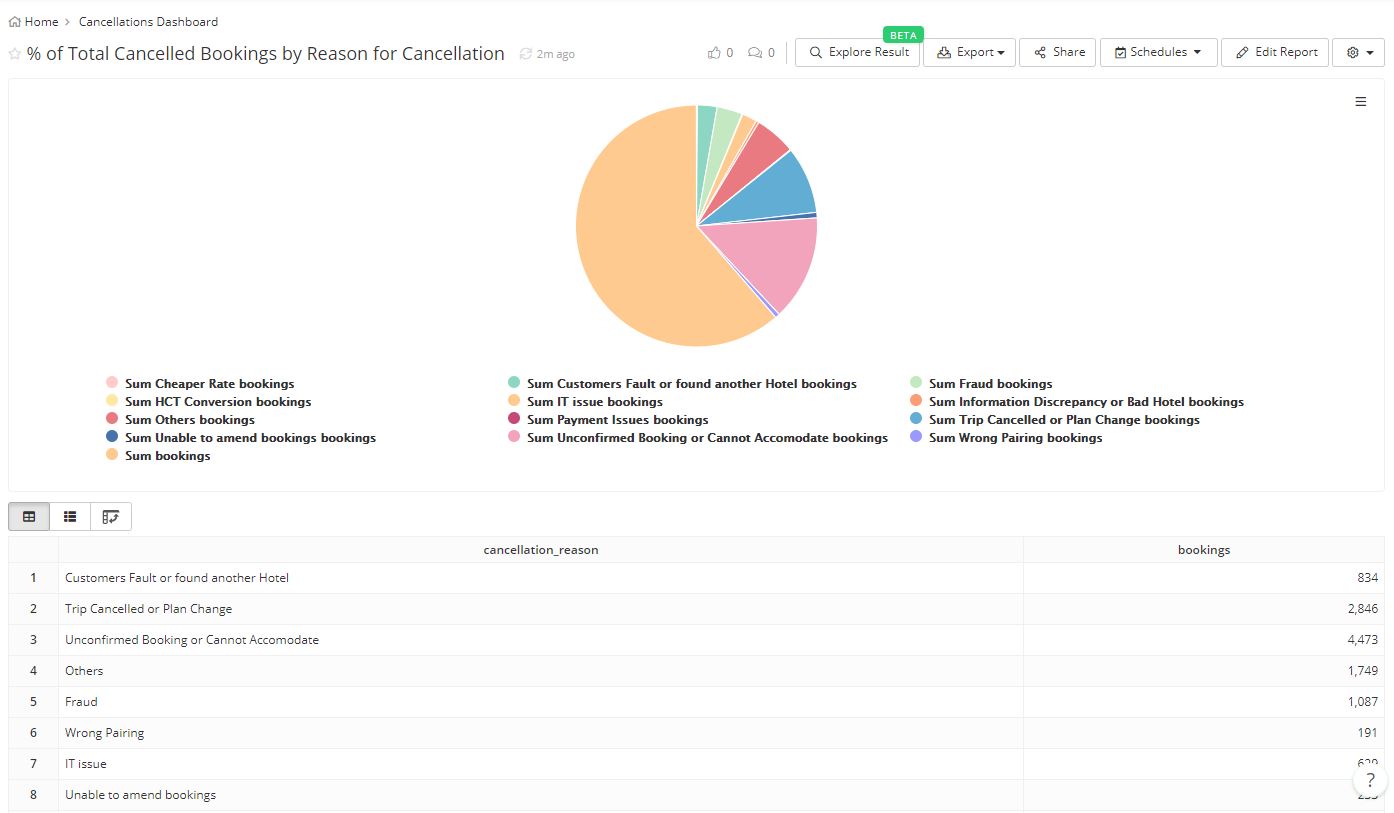 Home > Cancellations Dashboard
% of Total Cancelled Bookings by Reason for Cancellation 2m ago 0 0 BETA Explore Result Export Share Schedules Edit Report
Sum Cheaper Rate bookings Sum Customers Fault or found another Hotel bookings Sum Fraud bookings
Sum HCT Conversion bookings Sum IT issue bookings Sum Information Discrepancy or Bad Hotel bookings
Sum Others bookings Sum Payment Issues bookings Sum Trip Cancelled or Plan Change bookings
Sum Unable to amend bookings bookings Sum Unconfirmed Booking or Cannot Accomodate bookings Sum Wrong Pairing bookings
Sum bookings
cancellation_reason bookings
1 Customers Fault or found another Hotel 834
2 Trip Cancelled or Plan Change 2,846
3 Unconfirmed Booking or Cannot Accomodate 4,473
4 Others 1,749
5 Fraud 1,087
6 Wrong Pairing 191
7 IT issue
?
8 Unable to amend bookings